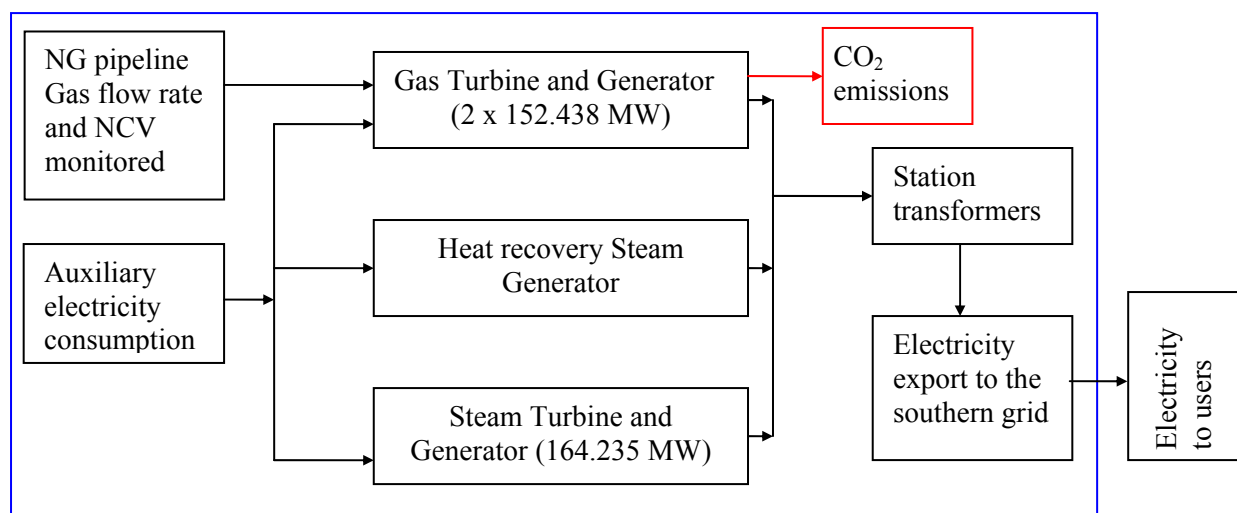 NG pipeline
Gas flow rate
and NCV
monitored
Gas Turbine and Generator
(2 x 152.438 MW)
CO₂
emissions
Station
transformers
Auxiliary
electricity
consumption
Heat recovery Steam
Generator
Electricity
export to the
southern grid
Electricity
to users
Steam Turbine and
Generator (164.235 MW)